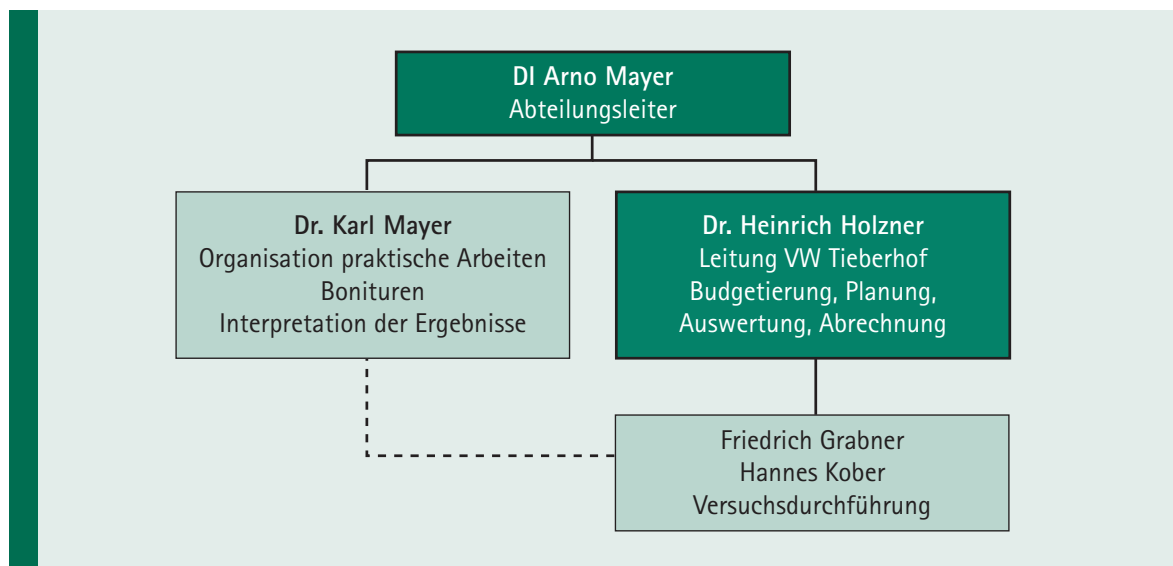 DI Arno Mayer
Abteilungsleiter
Dr. Karl Mayer
Organisation praktische Arbeiten
Bonituren
Interpretation der Ergebnisse
Dr. Heinrich Holzner
Leitung VW Tieberhof
Budgetierung, Planung,
Auswertung, Abrechnung
Friedrich Grabner
Hannes Kober
Versuchsdurchführung